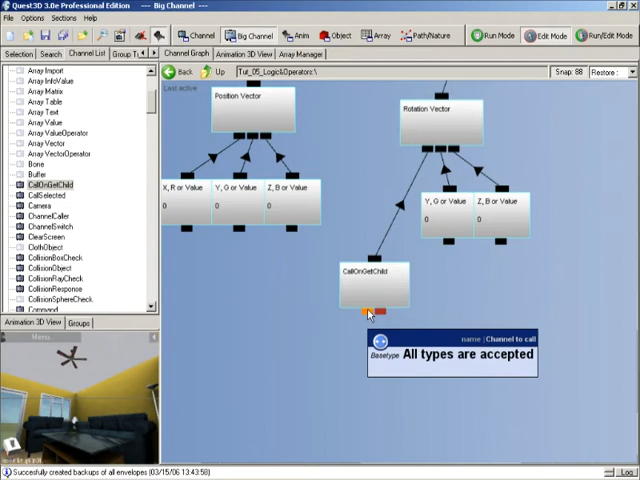 Quest3D 3.0e Professional Edition - Big Channel
File Options Sections Help
Channel Big Channel Anim Object Array Path/Nature Run Mode Edit Mode Run/Edit Mode
Selection Search Channel List Group Channel Graph Animation 3D View Array Manager
Back Up Tut_05_Logic&Operators:\ Snap: 88 Restore :
Last active
Array Import
Array InfoValue
Array Matrix
Array Table
Array Text
Array Value
Array ValueOperator
Array Vector
Array VectorOperator
Bone
Buffer
CallOnGetChild
CallSelected
Camera
ChannelCaller
ChannelSwitch
ClearScreen
ClothObject
CollisionBoxCheck
CollisionObject
CollisionRayCheck
CollisionResponse
CollisionSphereCheck
Command
Position Vector
Rotation Vector
X, R or Value
0
Y, G or Value
0
Z, B or Value
0
Y, G or Value
0
Z, B or Value
0
CallOnGetChild
name | Channel to call
Basetype All types are accepted
Animation 3D View Groups
Menu
Succesfully created backups of all envelopes (03/15/06 13:43:58)
Log